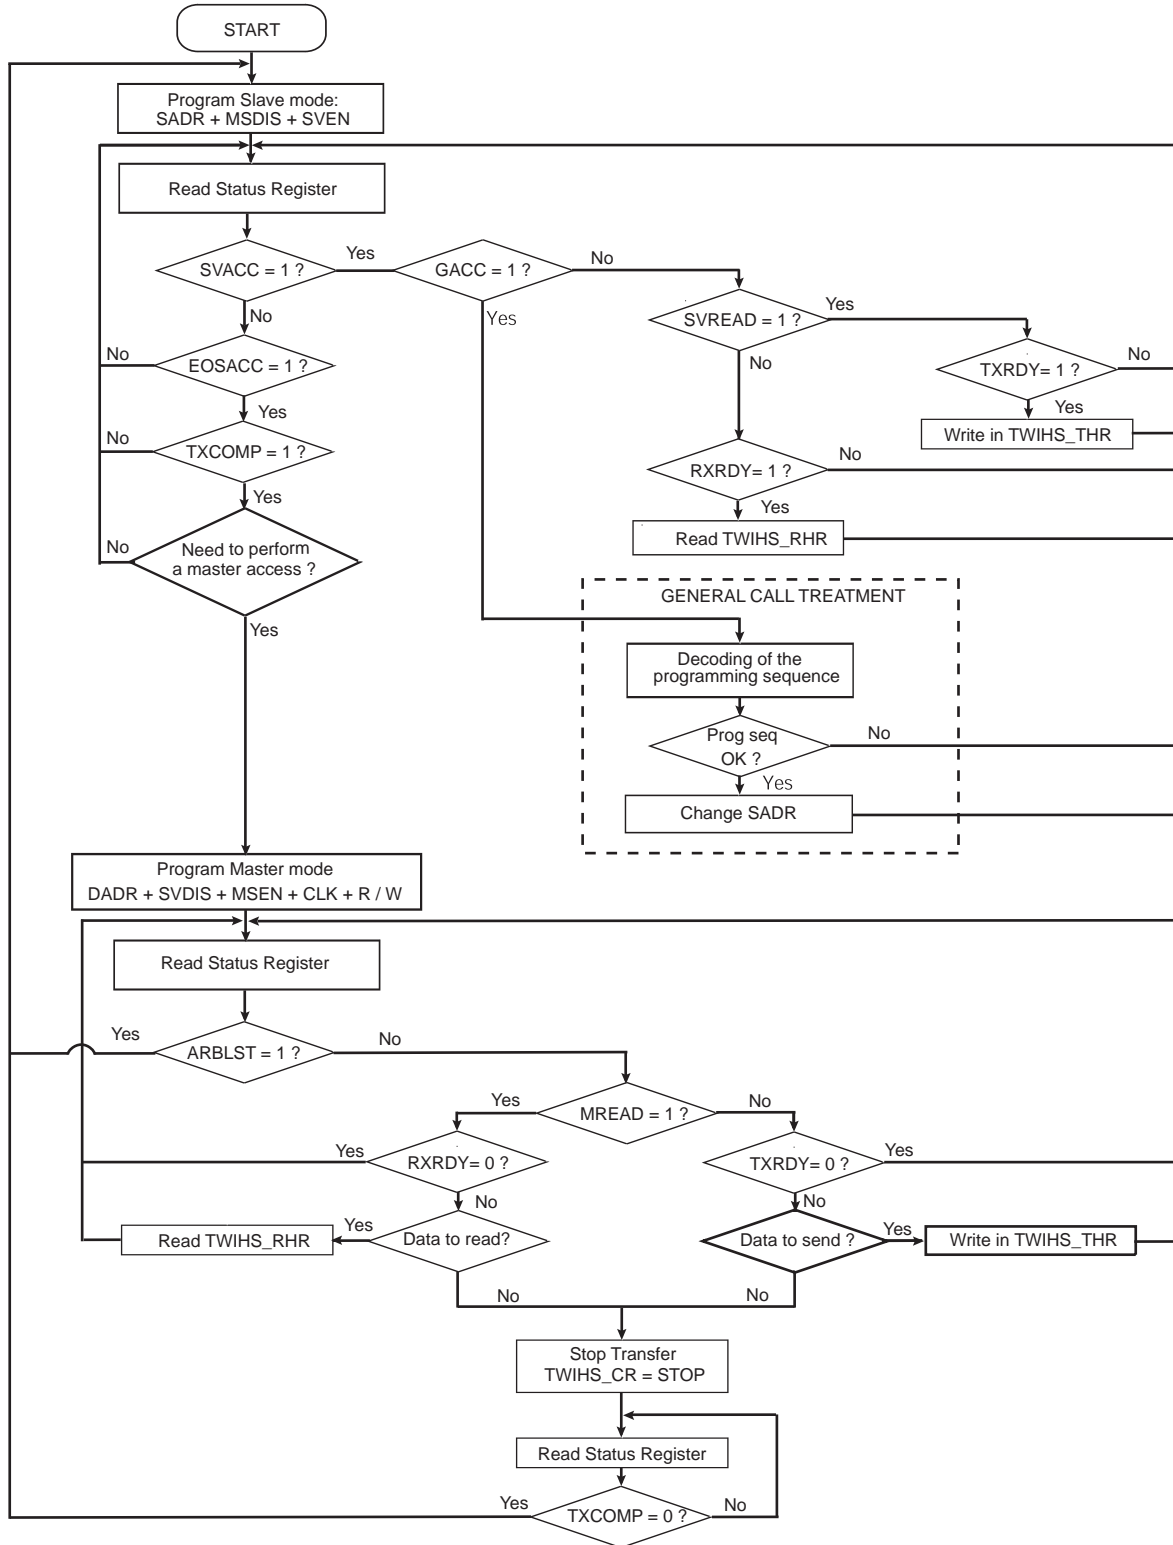 START
Program Slave mode:
SADR + MSDIS + SVEN
Read Status Register
SVACC = 1 ?
Yes
GACC = 1 ?
No
No
Yes
SVREAD = 1 ?
Yes
No
EOSACC = 1 ?
No
TXRDY= 1 ?
No
Yes
Yes
Write in TWIHS_THR
No
TXCOMP = 1 ?
RXRDY= 1 ?
No
Yes
Yes
Read TWIHS_RHR
No
Need to perform
a master access ?
Yes
GENERAL CALL TREATMENT
Decoding of the
programming sequence
Prog seq
OK ?
No
Yes
Change SADR
Program Master mode
DADR + SVDIS + MSEN + CLK + R / W
Read Status Register
Yes
ARBLST = 1 ?
No
Yes
MREAD = 1 ?
No
Yes
RXRDY= 0 ?
TXRDY= 0 ?
Yes
No
No
Read TWIHS_RHR
Yes
Data to read?
Data to send ?
Yes
Write in TWIHS_THR
No
No
Stop Transfer
TWIHS_CR = STOP
Read Status Register
Yes
TXCOMP = 0 ?
No